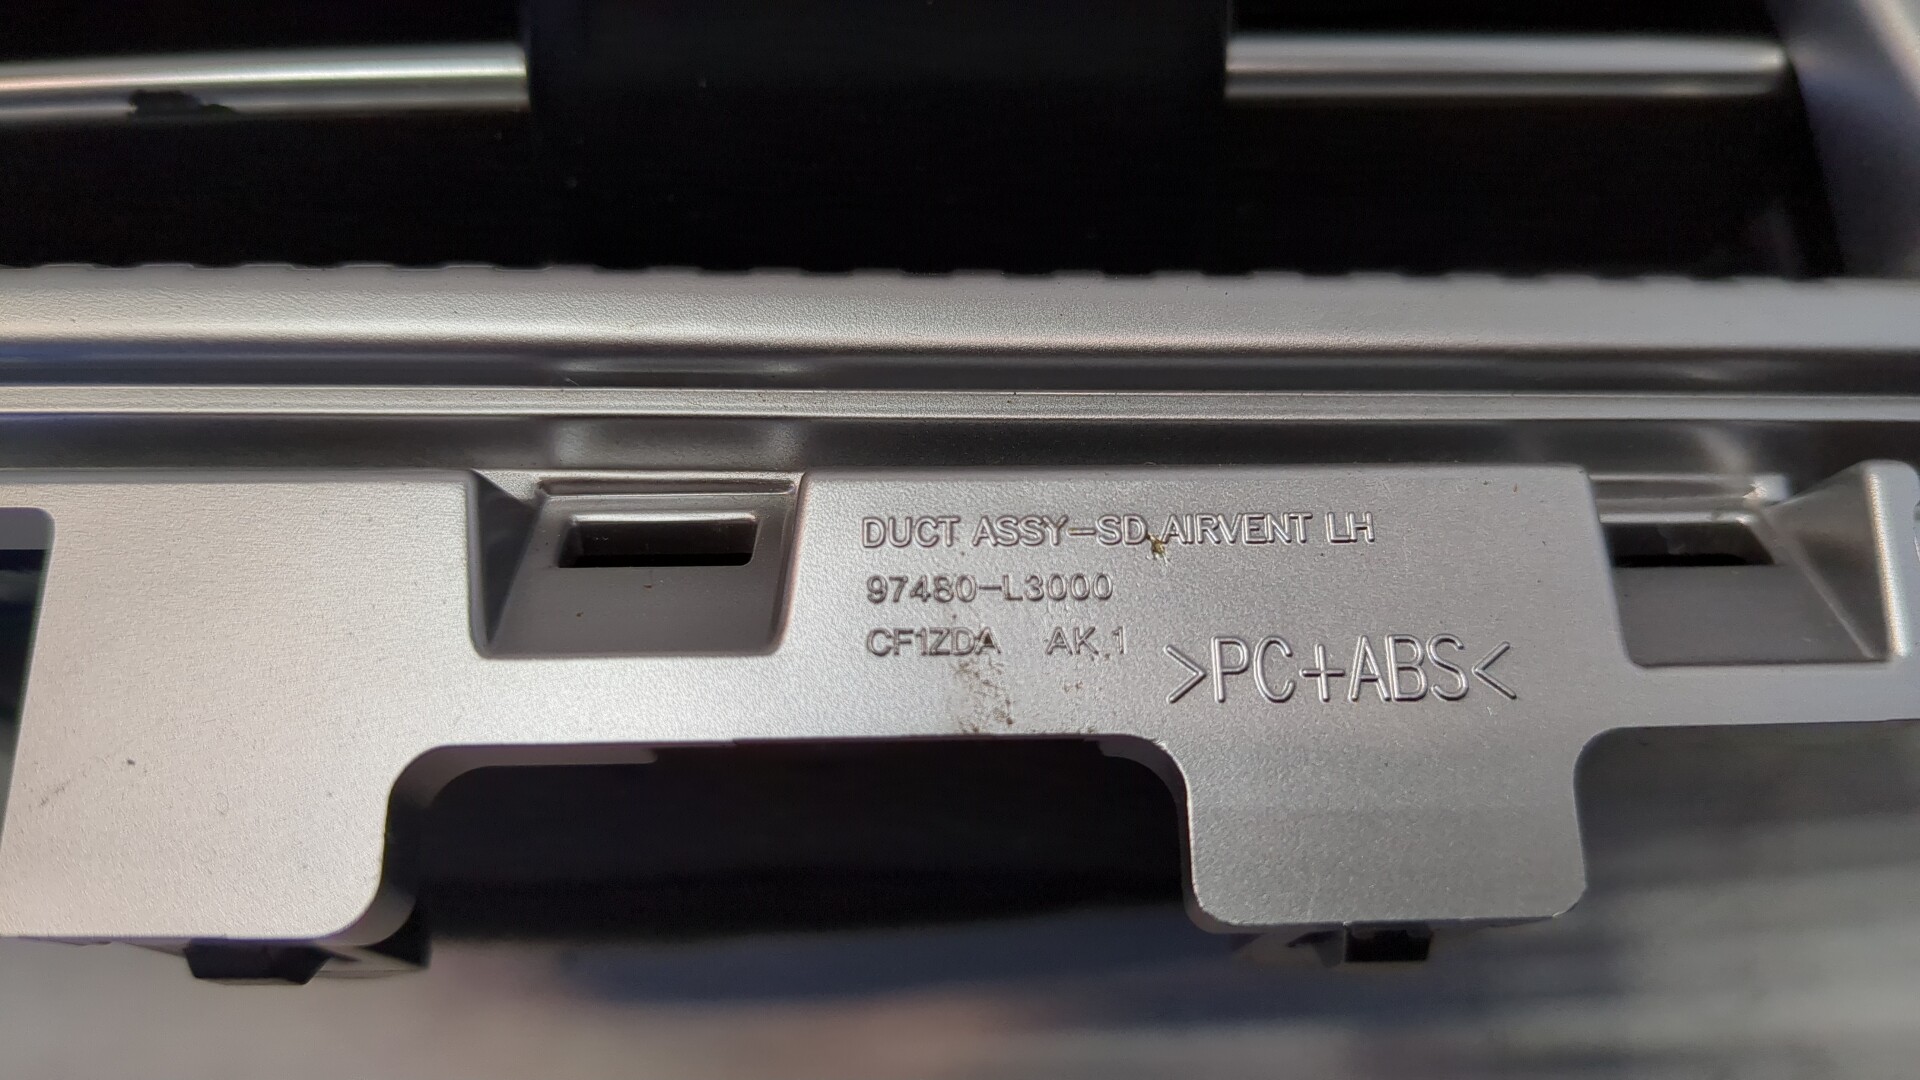 DUCT ASSY-SD AIRVENT LH
97480-L3000
CF1ZDA AK.1
>PC+ABS<